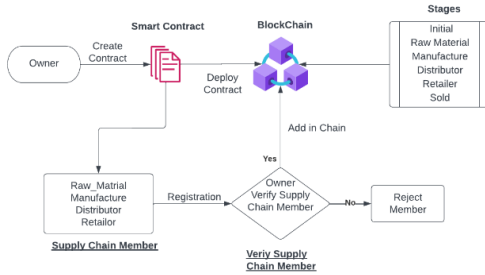 Stages
Smart Contract
BlockChain
Initial
Raw Material
Manufacture
Distributor
Retailer
Sold
Owner
Create
Contract
Deploy
Contract
Add in Chain
Yes
Raw_Matrial
Manufacture
Distributor
Retailor
Registration
Owner
Verify Supply
Chain Member
No
Reject
Member
Supply Chain Member
Veriy Supply
Chain Member